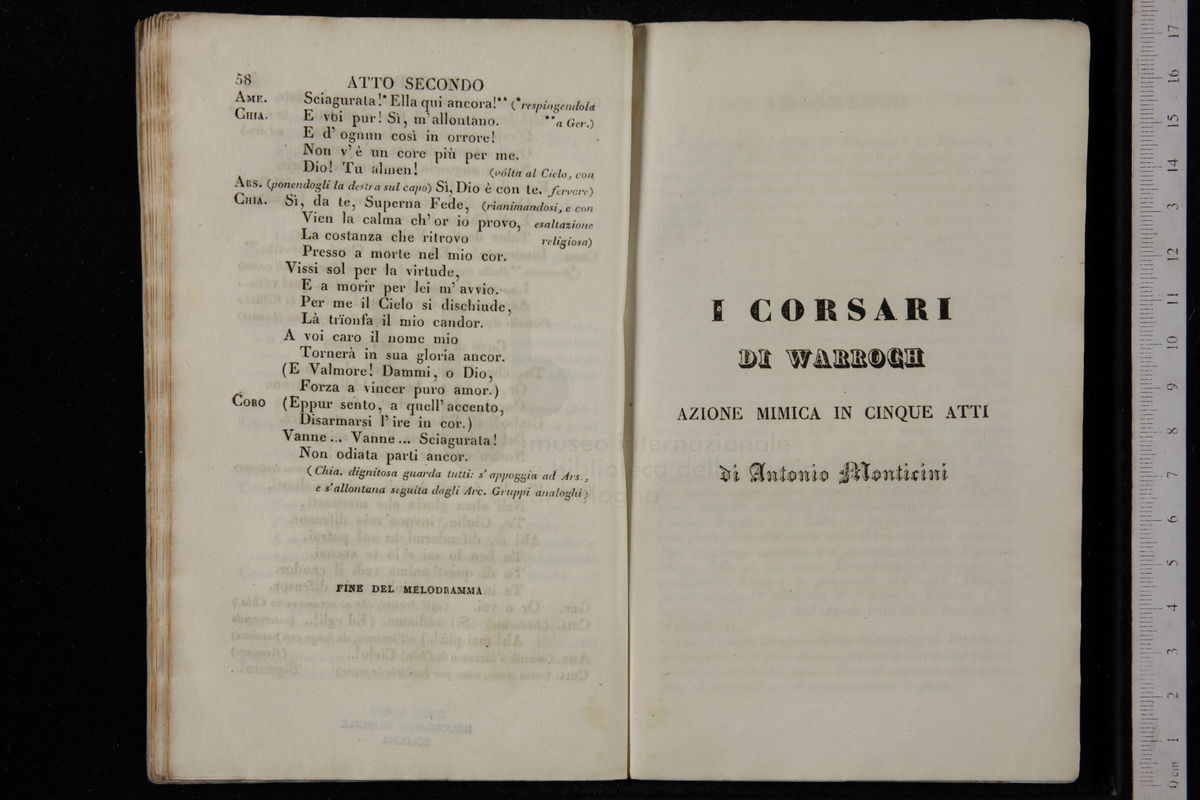 58 ATTO SECONDO
AME. Sciagurata!* Ella qui ancora!** (*respingendola
CHIA. E voi pur! Sì, m'allontano. **a Ger.)
E d' ognun così in orrore!
Non v' è un core più per me.
Dio! Tu almen! (vólta al Cielo, con
ARS. (ponendogli la destra sul capo) Sì, Dio è con te. fervore)
CHIA. Sì, da te, Superna Fede, (rianimandosi, e con
Vien la calma ch' or io provo, esaltazione
La costanza che ritrovo religiosa)
Presso a morte nel mio cor.
Vissi sol per la virtude,
E a morir per lei m' avvio.
Per me il Cielo si dischiude,
Là trïonfa il mio candor.
A voi caro il nome mio
Tornerà in sua gloria ancor.
(E Valmore! Dammi, o Dio,
Forza a vincer puro amor.)
CORO (Eppur sento, a quell' accento,
Disarmarsi l' ire in cor.)
Vanne... Vanne... Sciagurata!
Non odiata parti ancor.
(Chia. dignitosa guarda tutti: s' appoggia ad Ars.,
e s'allontana seguita dagli Arc. Gruppi analoghi)
FINE DEL MELODRAMMA
I CORSARI
DI WARROCH
AZIONE MIMICA IN CINQUE ATTI
di Antonio Monticini
museo internazionale
biblioteca della